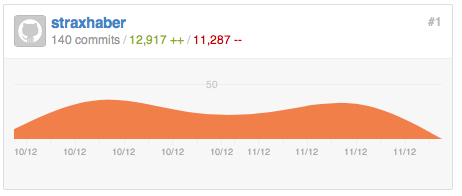 straxhaber #1
140 commits / 12,917 ++ / 11,287 --
50
10/12 10/12 10/12 10/12 10/12 11/12 11/12 11/12 11/12